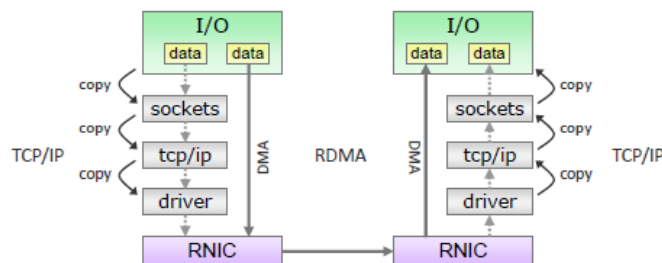 I/O
data data
copy
sockets
copy
TCP/IP
tcp/ip
DMA
copy
driver
RNIC
RDMA
I/O
data data
copy
sockets
copy
DMA
tcp/ip
TCP/IP
copy
driver
RNIC